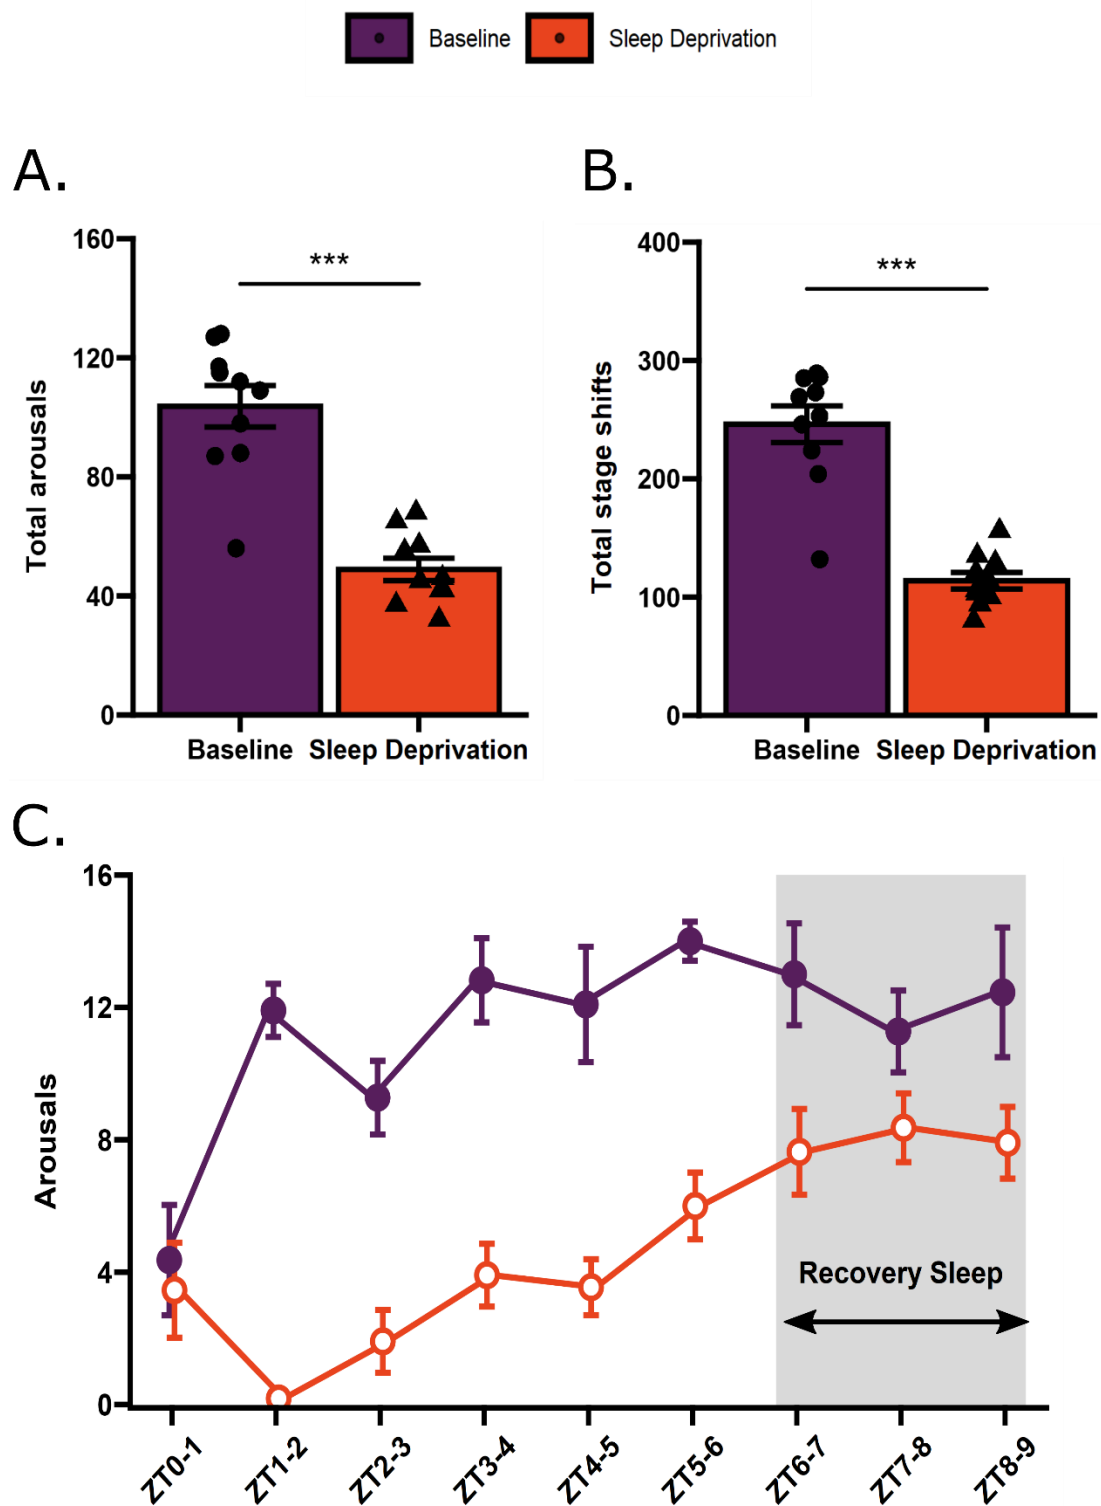 Baseline Sleep Deprivation
A. B.
Total arousals
160
120
80
40
0
***
Baseline Sleep Deprivation
Total stage shifts
400
300
200
100
0
***
Baseline Sleep Deprivation
C.
Arousals
16
12
8
4
0
Recovery Sleep
ZT0-1 ZT1-2 ZT2-3 ZT3-4 ZT4-5 ZT5-6 ZT6-7 ZT7-8 ZT8-9